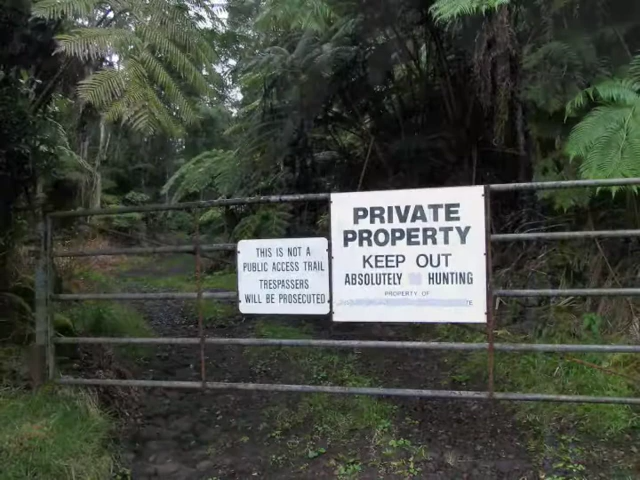 THIS IS NOT A
PUBLIC ACCESS TRAIL
TRESPASSERS
WILL BE PROSECUTED
PRIVATE
PROPERTY
KEEP OUT
ABSOLUTELY HUNTING
PROPERTY OF